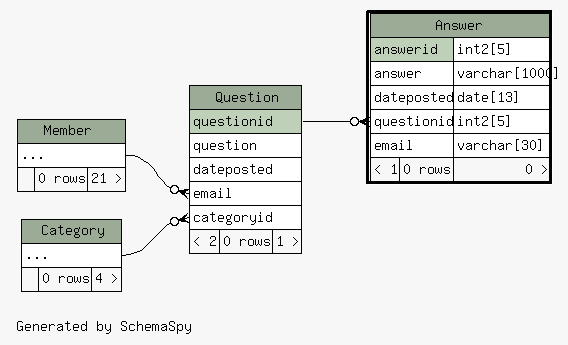 Answer
answerid int2[5]
answer varchar[1000]
dateposted date[13]
questionid int2[5]
email varchar[30]
< 1 0 rows 0 >
Question
questionid
question
dateposted
email
categoryid
< 2 0 rows 1 >
Member
...
0 rows 21 >
Category
...
0 rows 4 >
Generated by SchemaSpy